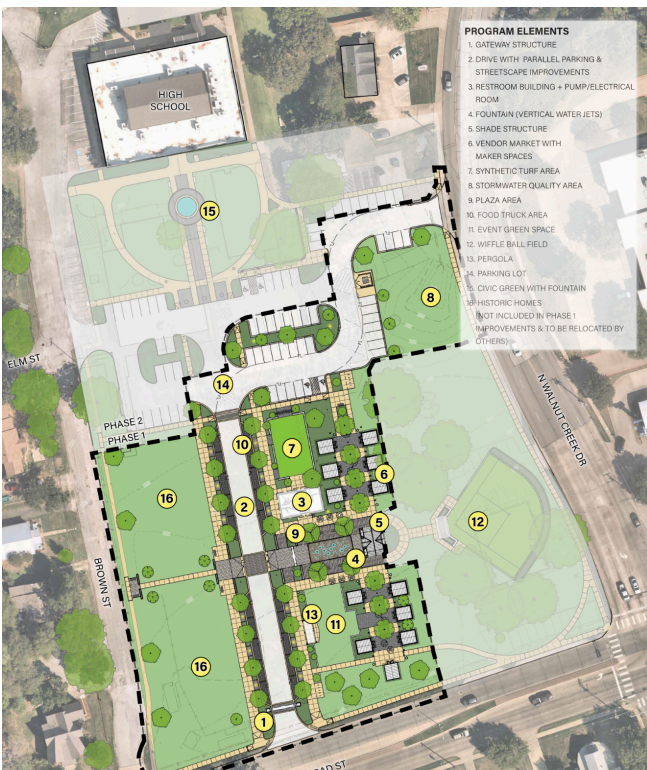 PROGRAM ELEMENTS
1. GATEWAY STRUCTURE
2. DRIVE WITH PARALLEL PARKING &
STREETSCAPE IMPROVEMENTS
3. RESTROOM BUILDING + PUMP/ELECTRICAL
ROOM
4. FOUNTAIN (VERTICAL WATER JETS)
5. SHADE STRUCTURE
6. VENDOR MARKET WITH
MAKER SPACES
7. SYNTHETIC TURF AREA
8. STORMWATER QUALITY AREA
9. PLAZA AREA
10. FOOD TRUCK AREA
11. EVENT GREEN SPACE
12. WIFFLE BALL FIELD
13. PERGOLA
14. PARKING LOT
15. CIVIC GREEN WITH FOUNTAIN
16. HISTORIC HOMES
(NOT INCLUDED IN PHASE 1
IMPROVEMENTS & TO BE RELOCATED BY
OTHERS)
HIGH
SCHOOL
15
8
ELM ST
14
N WALNUT CREEK DR
PHASE 2
PHASE 1
10
7
6
16
2
3
5
12
9
4
BROWN ST
13
11
16
1
AD ST